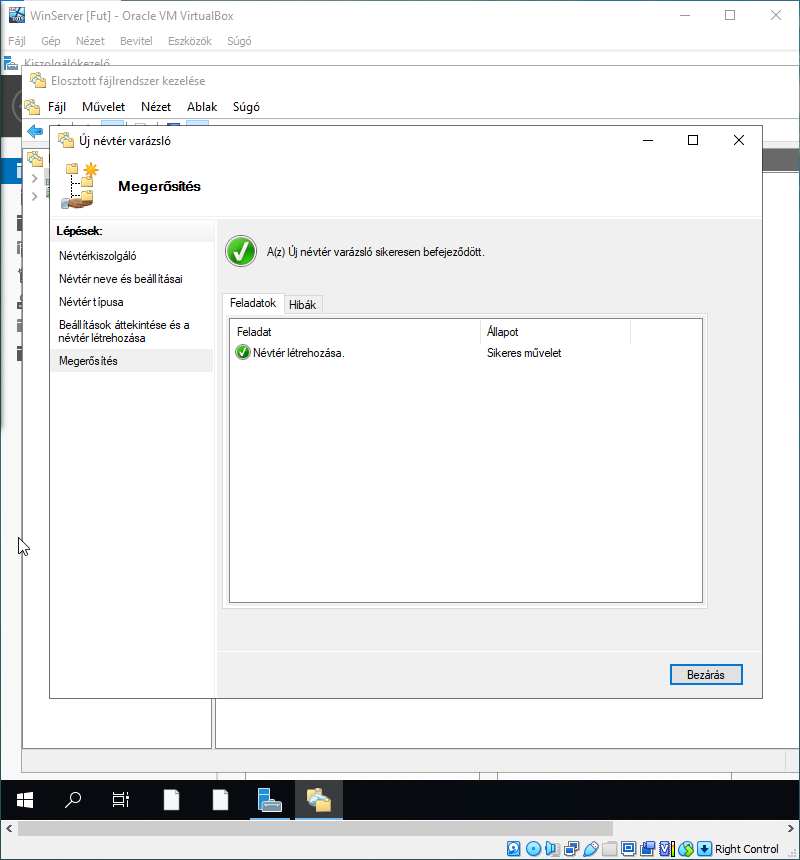 WinServer [Fut] - Oracle VM VirtualBox
Fájl Gép Nézet Bevitel Eszközök Súgó
Kiszolgálókezelő
Elosztott fájlrendszer kezelése
Fájl Művelet Nézet Ablak Súgó
Új névtér varázsló
Megerősítés
Lépések:
Névtérkiszolgáló
Névtér neve és beállításai
Névtér típusa
Beállítások áttekintése és a
névtér létrehozása
Megerősítés
A(z) Új névtér varázsló sikeresen befejeződött.
Feladatok Hibák
Feladat Állapot
Névtér létrehozása. Sikeres művelet
Bezárás
Right Control